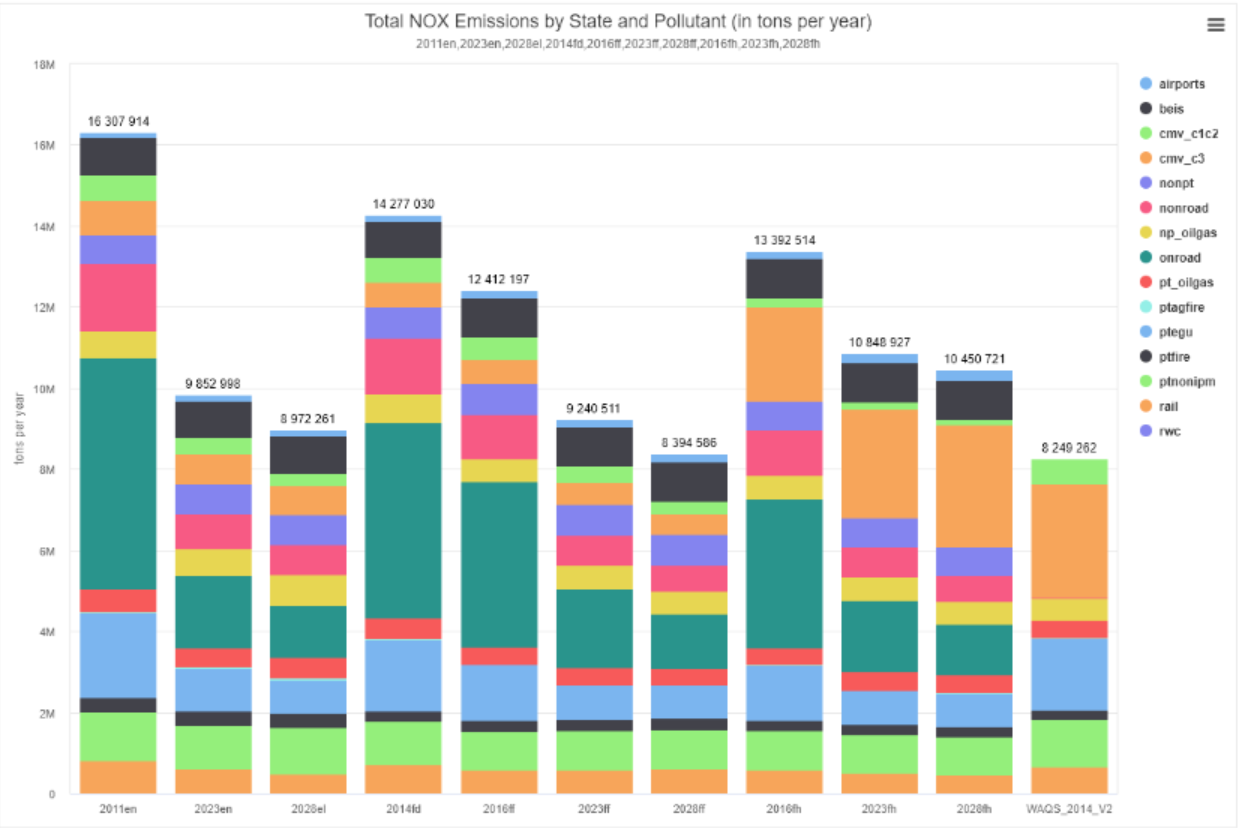 Total NOX Emissions by State and Pollutant (in tons per year)
2011en,2023en,2028el,2014fd,2016ff,2023ff,2028ff,2016fh,2023fh,2028fh
18M
16M
14M
12M
10M
8M
6M
4M
2M
0
tons per year
16 307 914
9 852 998
8 972 261
14 277 030
12 412 197
9 240 511
8 394 586
13 392 514
10 848 927
10 450 721
8 249 262
2011en
2023en
2028el
2014fd
2016ff
2023ff
2028ff
2016fh
2023fh
2028fh
WAQS_2014_V2
airports
beis
cmv_c1c2
cmv_c3
nonpt
nonroad
np_oilgas
onroad
pt_oilgas
ptagfire
ptegu
ptfire
ptnonipm
rail
rwc